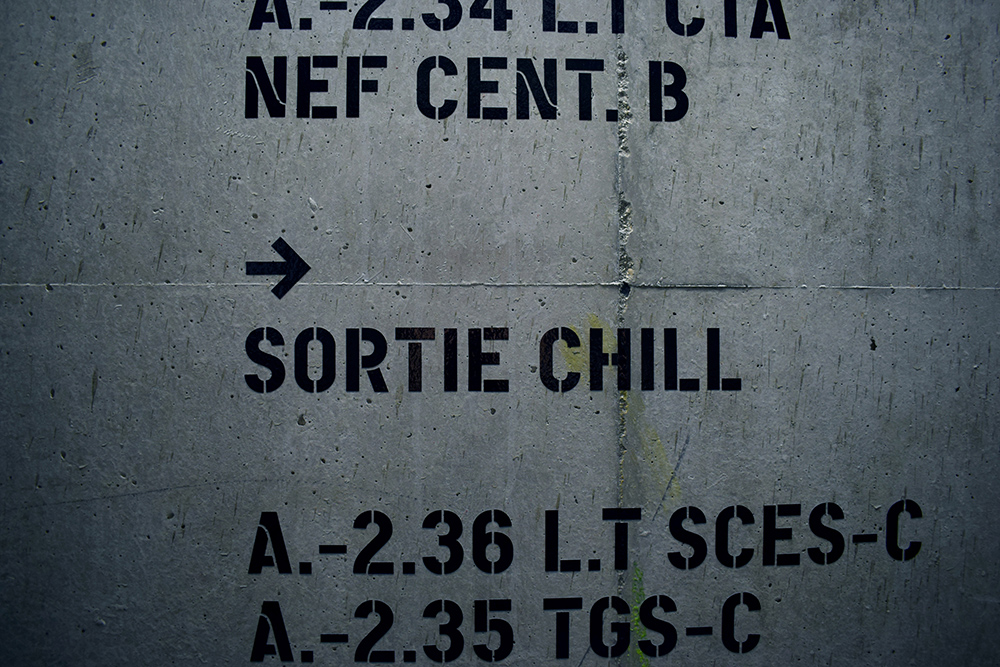 A.-2.34 L.T CTA
NEF CENT. B
→
SORTIE CHILL
A.-2.36 L.T SCES-C
A.-2.35 TGS-C